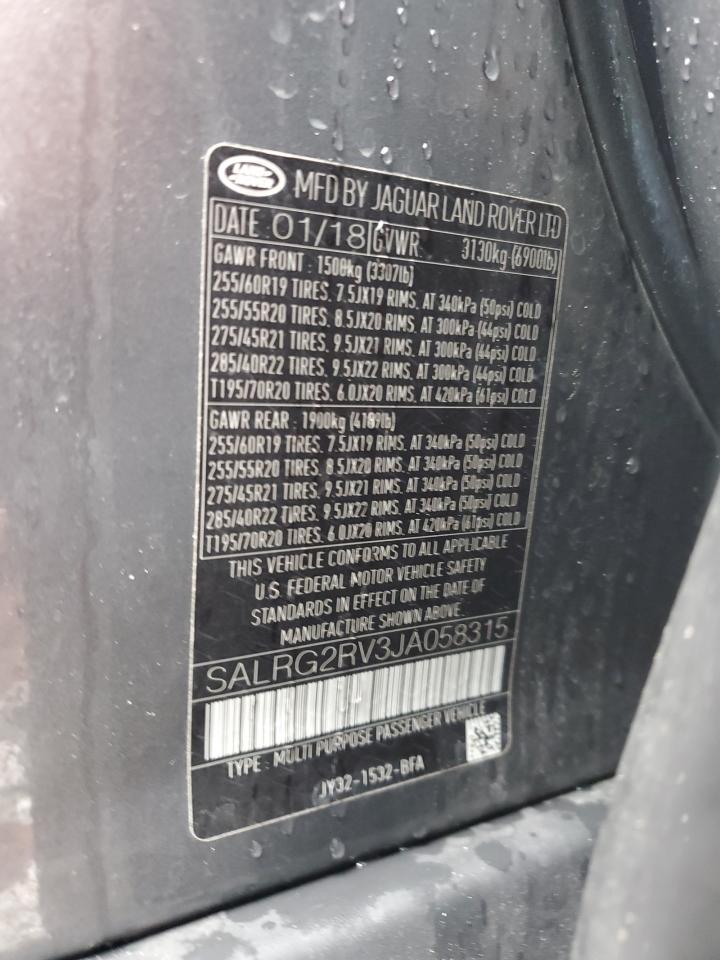 LAND ROVER MFD BY JAGUAR LAND ROVER LTD
DATE 01/18 GVWR 3130kg (6900lb)
GAWR FRONT : 1500kg (3307lb)
255/60R19 TIRES. 7.5JX19 RIMS. AT 340kPa (50psi) COLD
255/55R20 TIRES. 8.5JX20 RIMS. AT 300kPa (44psi) COLD
275/45R21 TIRES. 9.5JX21 RIMS. AT 300kPa (44psi) COLD
285/40R22 TIRES. 9.5JX22 RIMS. AT 300kPa (44psi) COLD
T195/70R20 TIRES. 6.0JX20 RIMS. AT 420kPa (61psi) COLD
GAWR REAR : 1900kg (4189lb)
255/60R19 TIRES. 7.5JX19 RIMS. AT 340kPa (50psi) COLD
255/55R20 TIRES. 8.5JX20 RIMS. AT 340kPa (50psi) COLD
275/45R21 TIRES. 9.5JX21 RIMS. AT 340kPa (50psi) COLD
285/40R22 TIRES. 9.5JX22 RIMS. AT 340kPa (50psi) COLD
T195/70R20 TIRES. 6.0JX20 RIMS. AT 420kPa (61psi) COLD
THIS VEHICLE CONFORMS TO ALL APPLICABLE
U.S. FEDERAL MOTOR VEHICLE SAFETY
STANDARDS IN EFFECT ON THE DATE OF
MANUFACTURE SHOWN ABOVE.
SALRG2RV3JA058315
TYPE : MULTI PURPOSE PASSENGER VEHICLE
JY32-1532-BFA